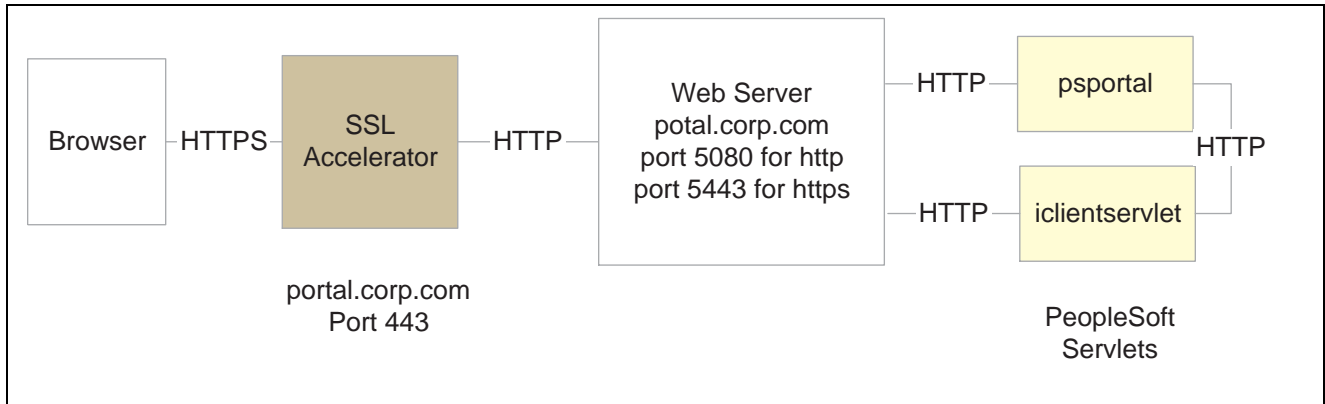 Browser
HTTPS
SSL
Accelerator
HTTP
Web Server
potal.corp.com
port 5080 for http
port 5443 for https
HTTP
psportal
HTTP
HTTP
iclientservlet
portal.corp.com
Port 443
PeopleSoft
Servlets